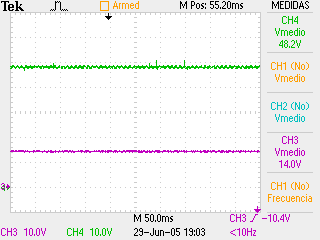 Tek Armed M Pos: 55.20ms MEDIDAS
CH4
Vmedio
48.2V
CH1 (No)
Vmedio
CH2 (No)
Vmedio
CH3
Vmedio
14.0V
CH1 (No)
Frecuencia
3
M 50.0ms CH3 -10.4V
CH3 10.0V CH4 10.0V 29-Jun-05 19:03 <10Hz